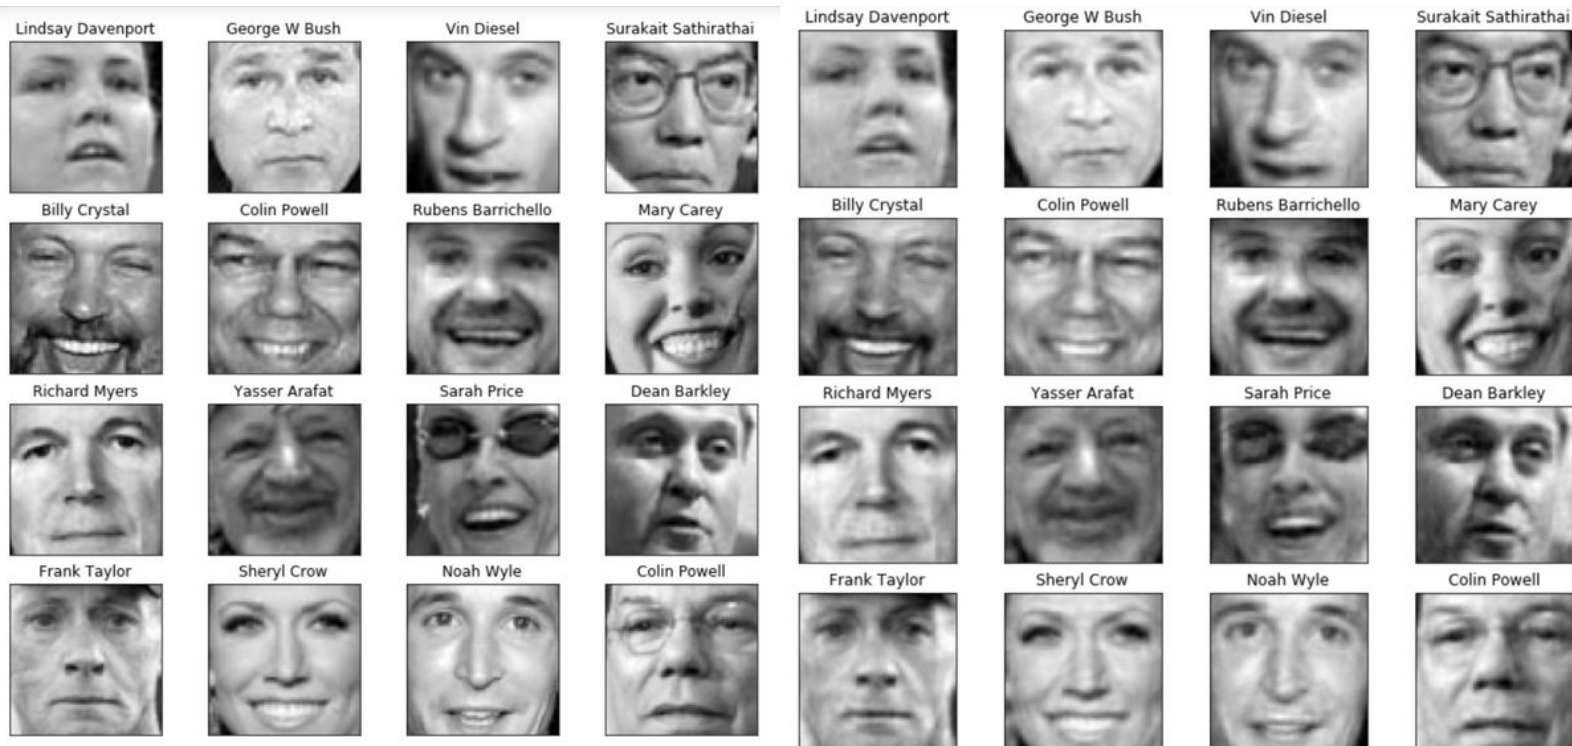 Lindsay Davenport George W Bush Vin Diesel Surakait Sathirathai
Billy Crystal Colin Powell Rubens Barrichello Mary Carey
Richard Myers Yasser Arafat Sarah Price Dean Barkley
Frank Taylor Sheryl Crow Noah Wyle Colin Powell
Lindsay Davenport George W Bush Vin Diesel Surakait Sathirathai
Billy Crystal Colin Powell Rubens Barrichello Mary Carey
Richard Myers Yasser Arafat Sarah Price Dean Barkley
Frank Taylor Sheryl Crow Noah Wyle Colin Powell